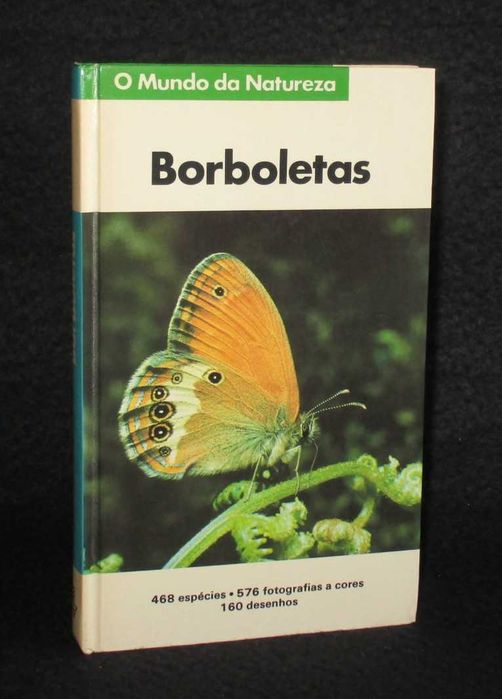 O Mundo da Natureza
Borboletas
468 espécies • 576 fotografias a cores
160 desenhos